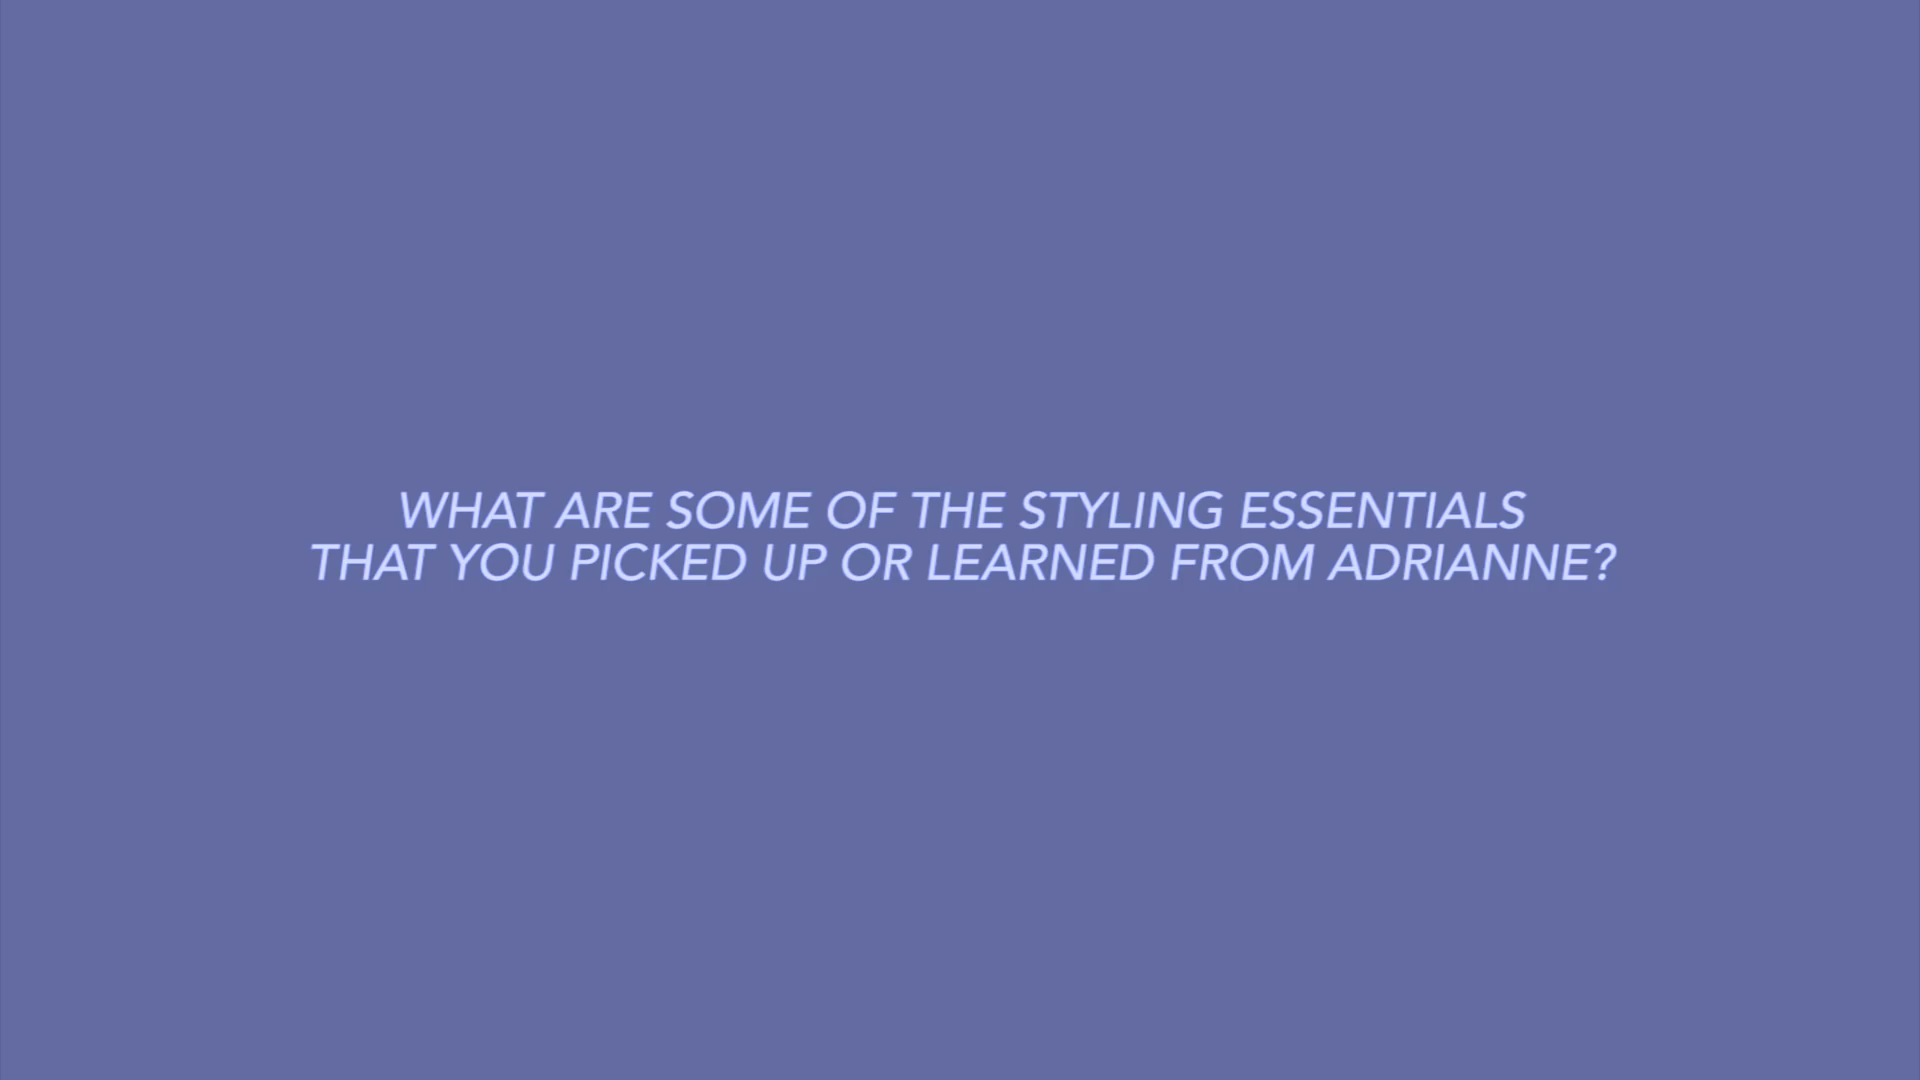 WHAT ARE SOME OF THE STYLING ESSENTIALS
THAT YOU PICKED UP OR LEARNED FROM ADRIANNE?